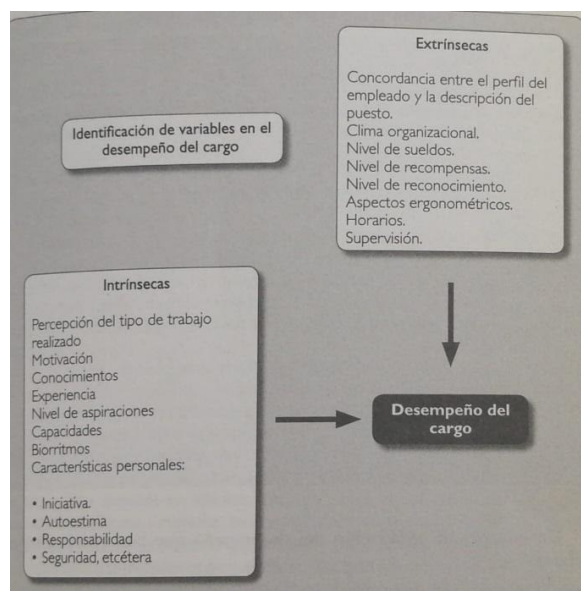 Extrínsecas
Concordancia entre el perfil del
empleado y la descripción del
puesto.
Clima organizacional.
Nivel de sueldos.
Nivel de recompensas.
Nivel de reconocimiento.
Aspectos ergonométricos.
Horarios.
Supervisión.
Identificación de variables en el
desempeño del cargo
Intrínsecas
Percepción del tipo de trabajo
realizado
Motivación
Conocimientos
Experiencia
Nivel de aspiraciones
Capacidades
Biorritmos
Características personales:
• Iniciativa.
• Autoestima
• Responsabilidad
• Seguridad, etcétera
Desempeño del
cargo